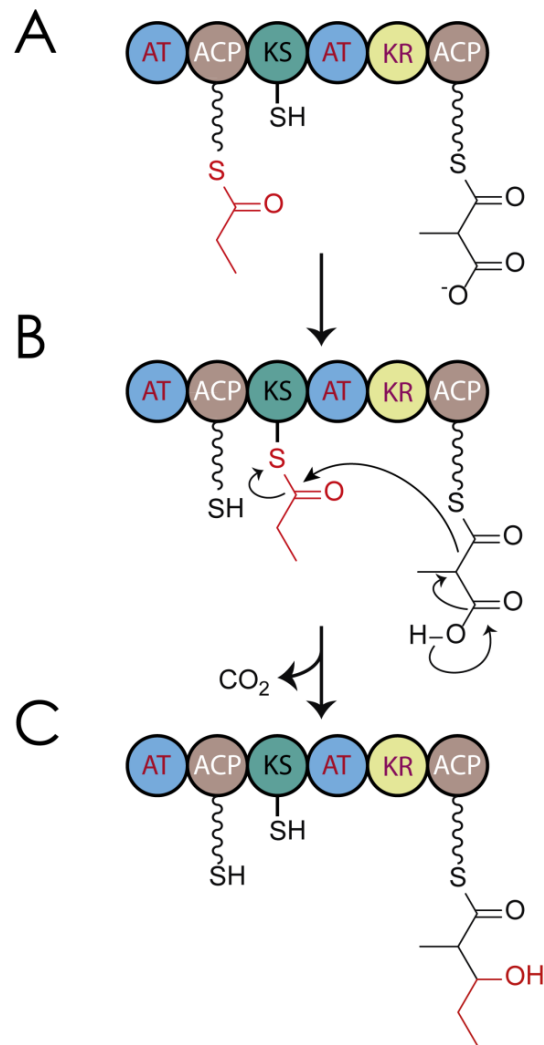 A
AT ACP KS AT KR ACP
SH
S
S
O
O
O
-O
B
AT ACP KS AT KR ACP
S
SH
O
S
O
O
H-O
CO2
C
AT ACP KS AT KR ACP
SH
SH
S
O
OH